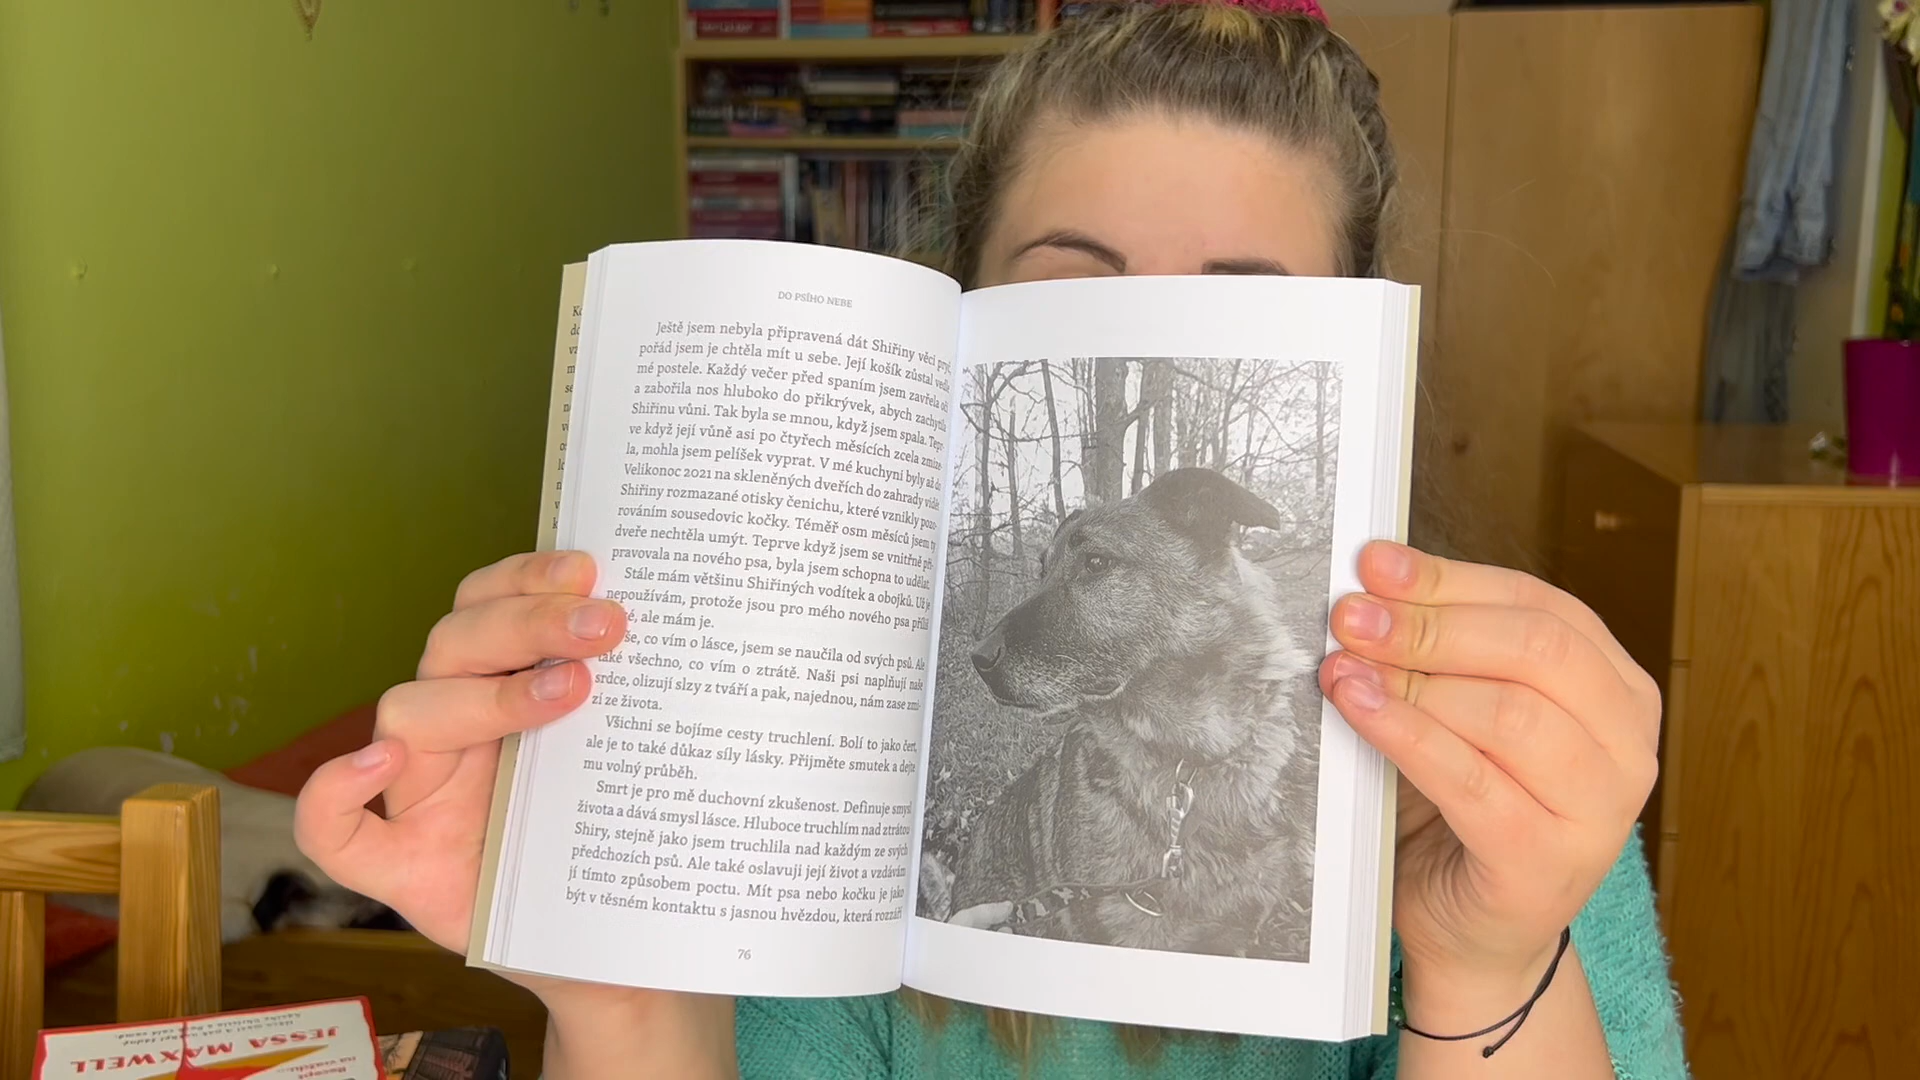 DO PSÍHO NEBE
Ještě jsem nebyla připravená dát Shiřiny věci pryč,
pořád jsem je chtěla mít u sebe. Její košík zůstal vedle
mé postele. Každý večer před spaním jsem zavřela oči
a zabořila nos hluboko do přikrývek, abych zachytila
Shiřinu vůni. Tak byla se mnou, když jsem spala. Tepr-
ve když její vůně asi po čtyřech měsících zcela zmize-
la, mohla jsem pelíšek vyprat. V mé kuchyni byly až do
Velikonoc 2021 na skleněných dveřích do zahrady vidět
Shiřiny rozmazané otisky čenichu, které vznikly pozo-
rováním sousedovic kočky. Téměř osm měsíců jsem ty
dveře nechtěla umýt. Teprve když jsem se vnitřně při-
pravovala na nového psa, byla jsem schopna to udělat.
Stále mám většinu Shiřiných vodítek a obojků. Už je
nepoužívám, protože jsou pro mého nového psa příliš
ale mám je.
co vím o lásce, jsem se naučila od svých psů. Ale
také všechno, co vím o ztrátě. Naši psi naplňují naše
srdce, olizují slzy z tváří a pak, najednou, nám zase zmi-
zí ze života.
Všichni se bojíme cesty truchlení. Bolí to jako čert,
ale je to také důkaz síly lásky. Přijměte smutek a dejte
mu volný průběh.
Smrt je pro mě duchovní zkušenost. Definuje smysl
života a dává smysl lásce. Hluboce truchlím nad ztrátou
Shiry, stejně jako jsem truchlila nad každým ze svých
předchozích psů. Ale také oslavuji její život a vzdávám
jí tímto způsobem poctu. Mít psa nebo kočku je jako
být v těsném kontaktu s jasnou hvězdou, která rozzáří
76
JESSA MAXWELL
Recept
na vraždu...